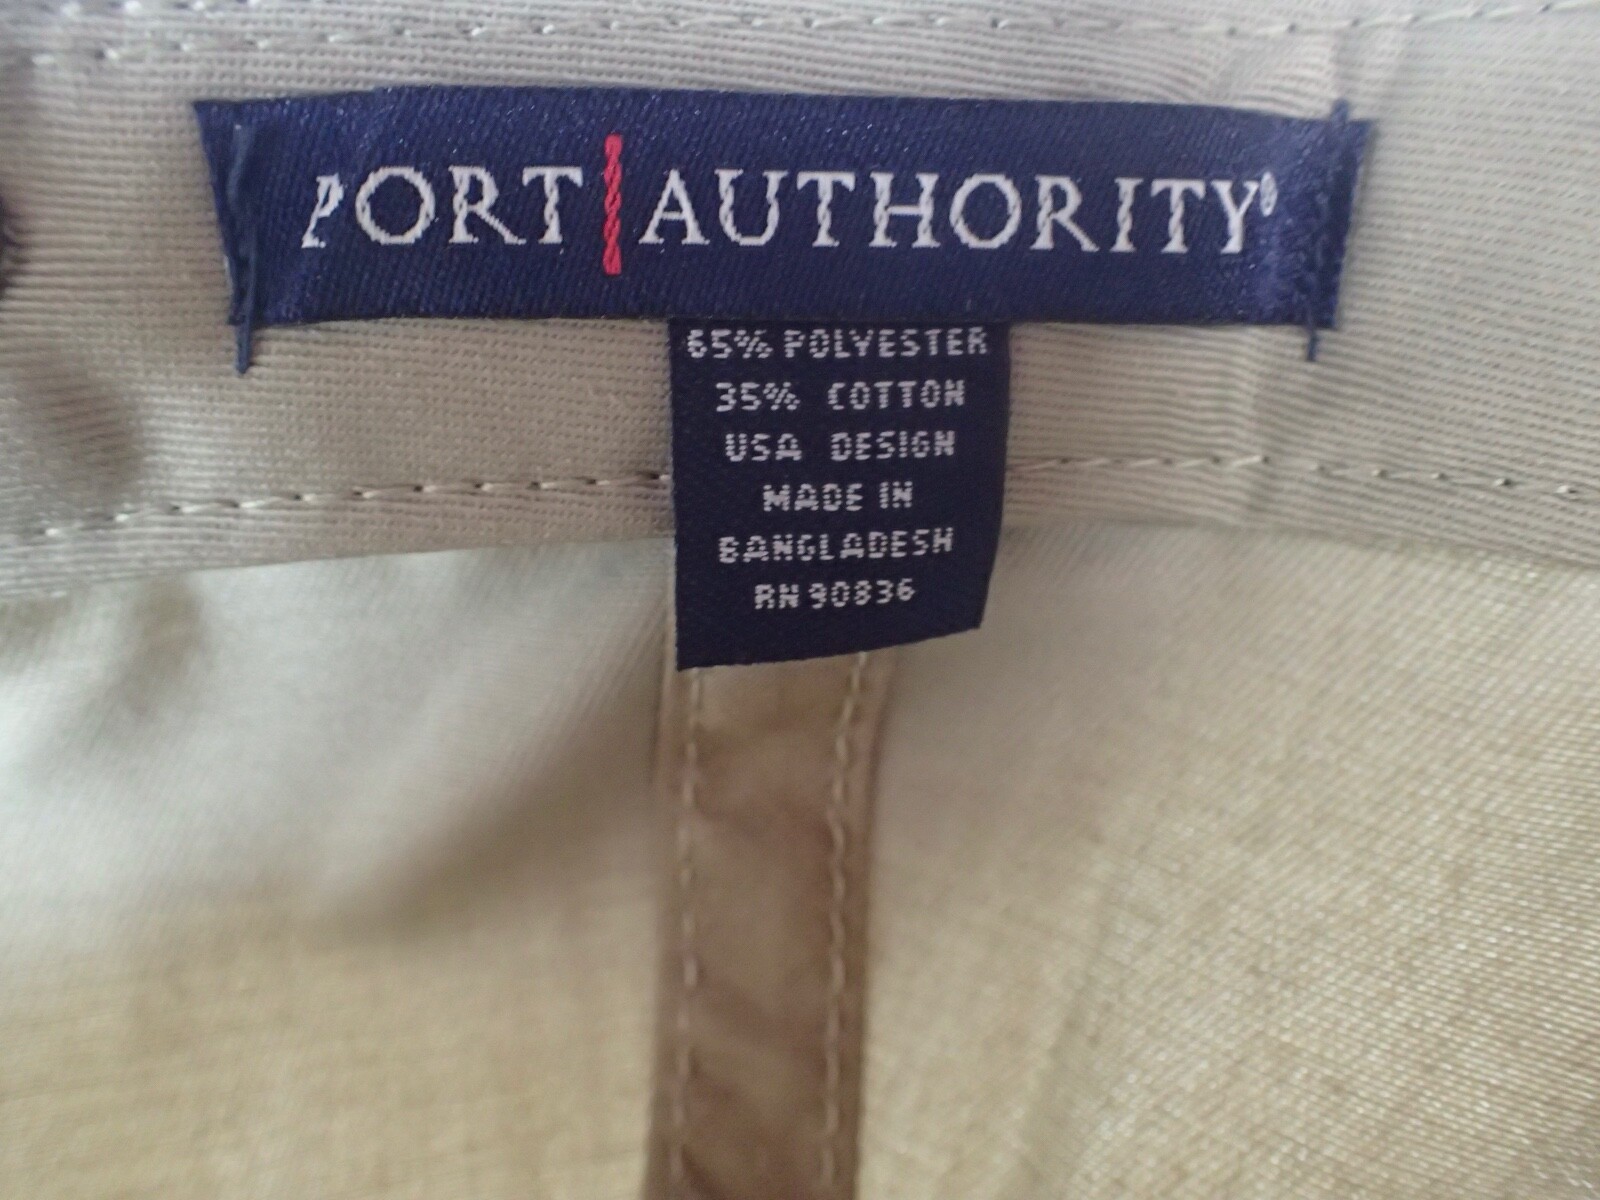 PORT | AUTHORITY®
65% POLYESTER
35% COTTON
USA DESIGN
MADE IN
BANGLADESH
RN 90836